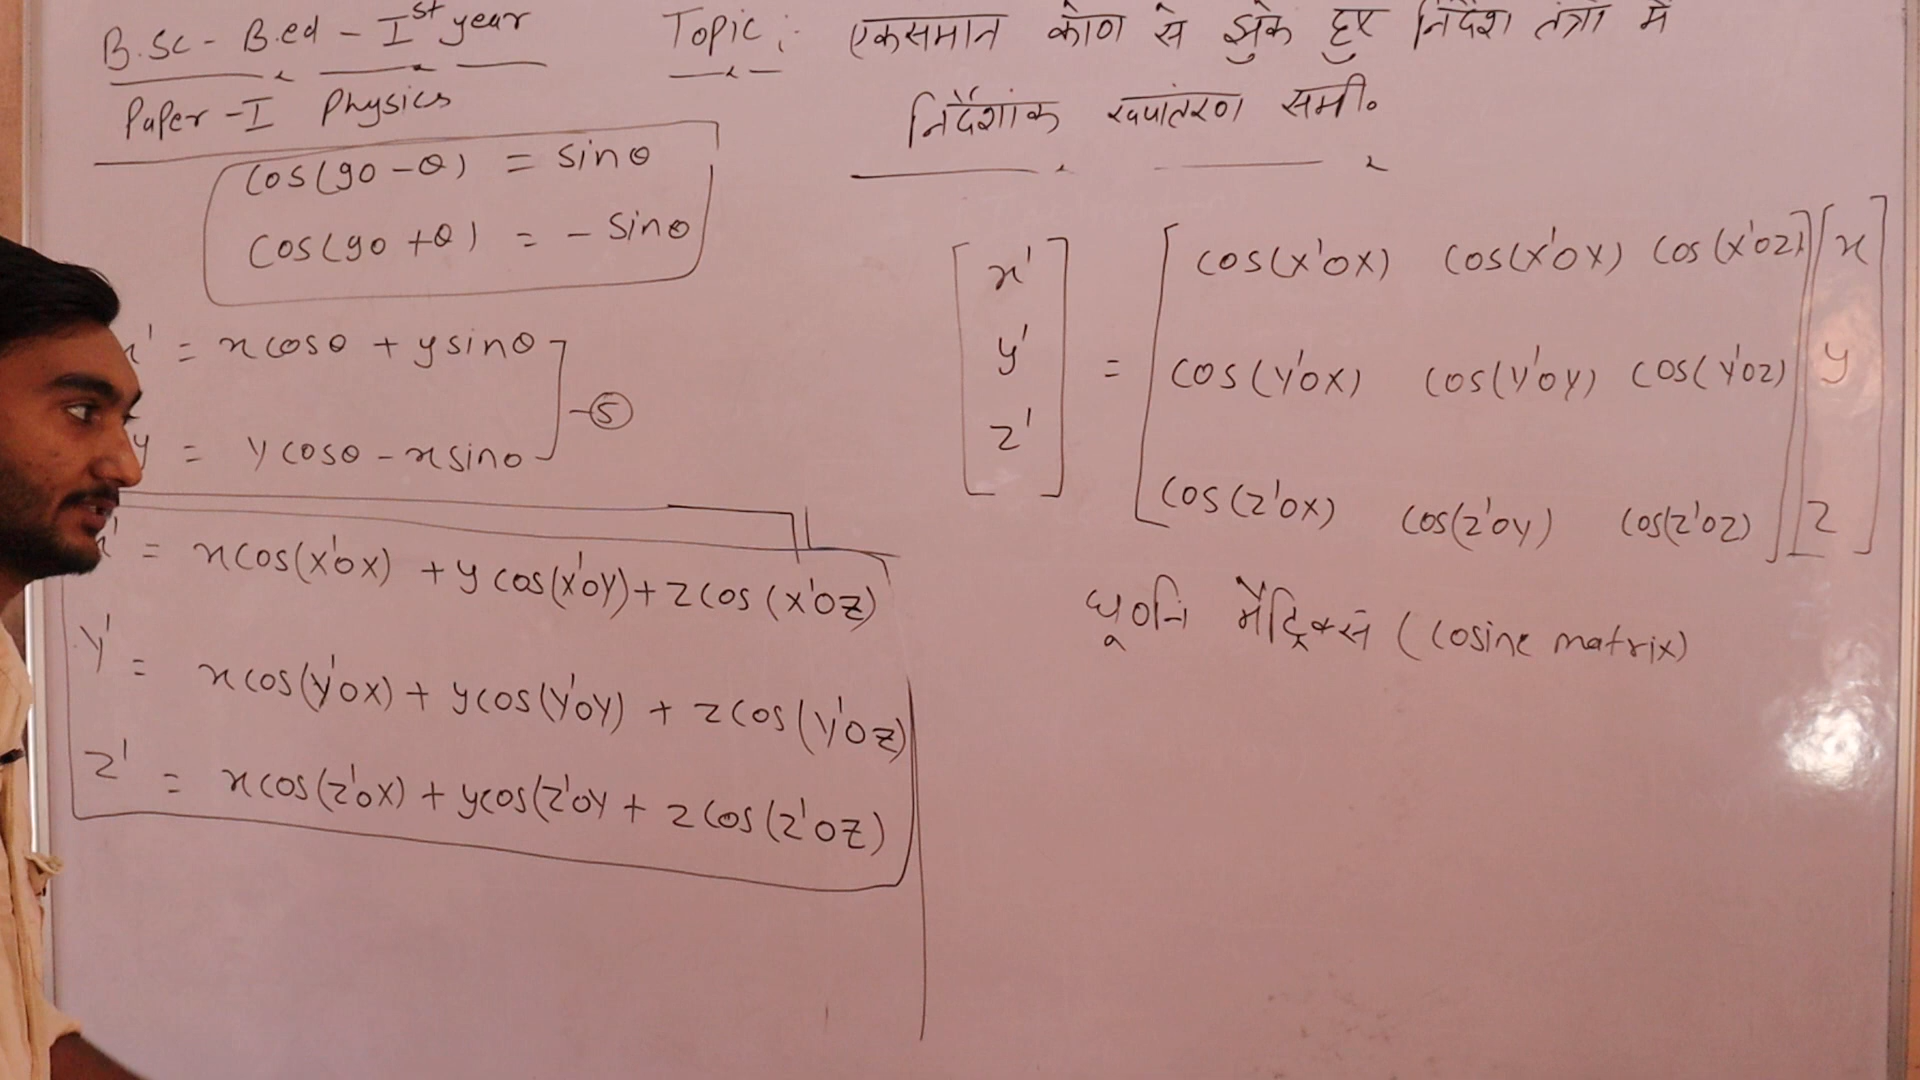 B.Sc - B.ed - Ist year
Paper - I Physics
Topic :- एकसमान कोण से झुके हुए निर्देश तंत्रों में
निर्देशांक रूपांतरण समी०
cos(90 - θ) = sinθ
cos(90 + θ) = - sinθ
x' = x cosθ + y sinθ
y = y cosθ - x sinθ
-⑤
x' = x cos(x'ox) + y cos(x'oy) + z cos(x'oz)
y' = x cos(y'ox) + y cos(y'oy) + z cos(y'oz)
z' = x cos(z'ox) + y cos(z'oy + z cos(z'oz)
[x'] [cos(x'ox) cos(x'oy) cos(x'oz)] [x]
[y'] = [cos(y'ox) cos(y'oy) cos(y'oz)] [y]
[z'] [cos(z'ox) cos(z'oy) cos(z'oz)] [z]
घूर्णन मैट्रिक्स (cosine matrix)